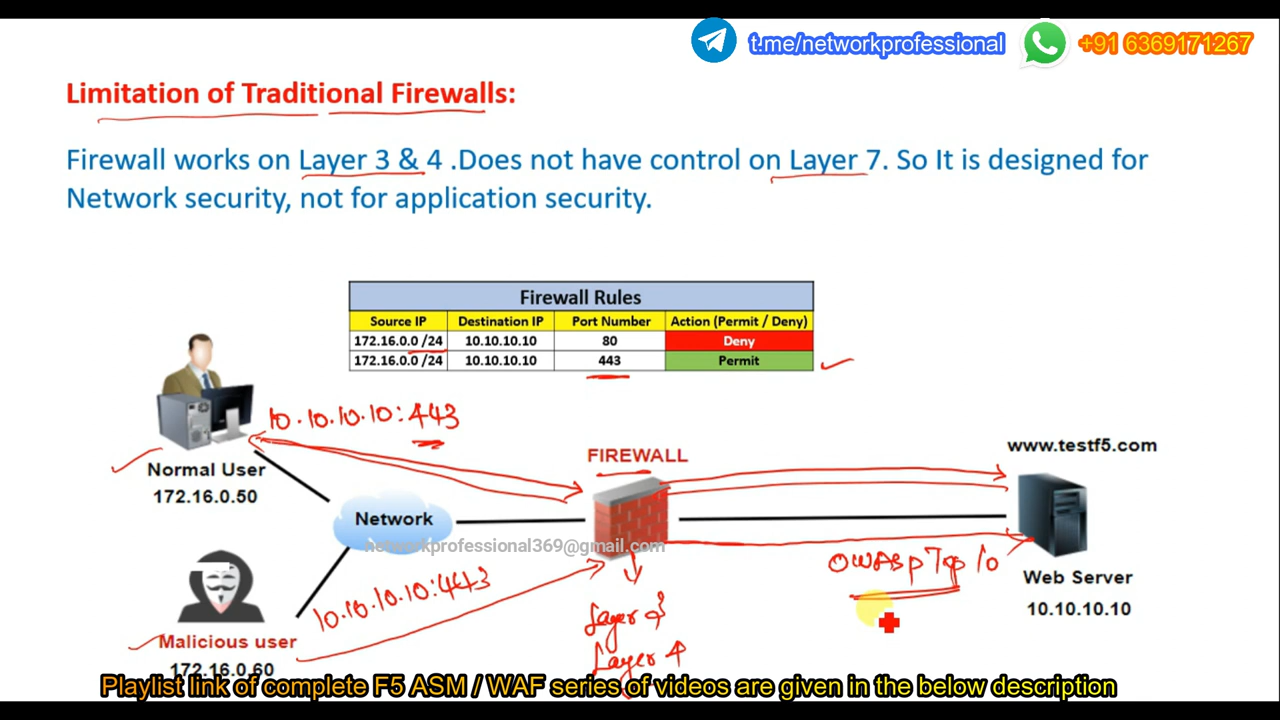 t.me/networkprofessional +91 6369171267
Limitation of Traditional Firewalls:
Firewall works on Layer 3 & 4 .Does not have control on Layer 7. So It is designed for
Network security, not for application security.
Firewall Rules
Source IP Destination IP Port Number Action (Permit / Deny)
172.16.0.0 /24 10.10.10.10 80 Deny
172.16.0.0 /24 10.10.10.10 443 Permit
10.10.10.10:443
Normal User
172.16.0.50
FIREWALL
www.testf5.com
Network
networkprofessional369@gmail.com
OWASP Top 10
Web Server
10.10.10.10
10.10.10.10:443
Malicious user
172.16.0.60
Layer 3
Layer 4
Playlist link of complete F5 ASM / WAF series of videos are given in the below description